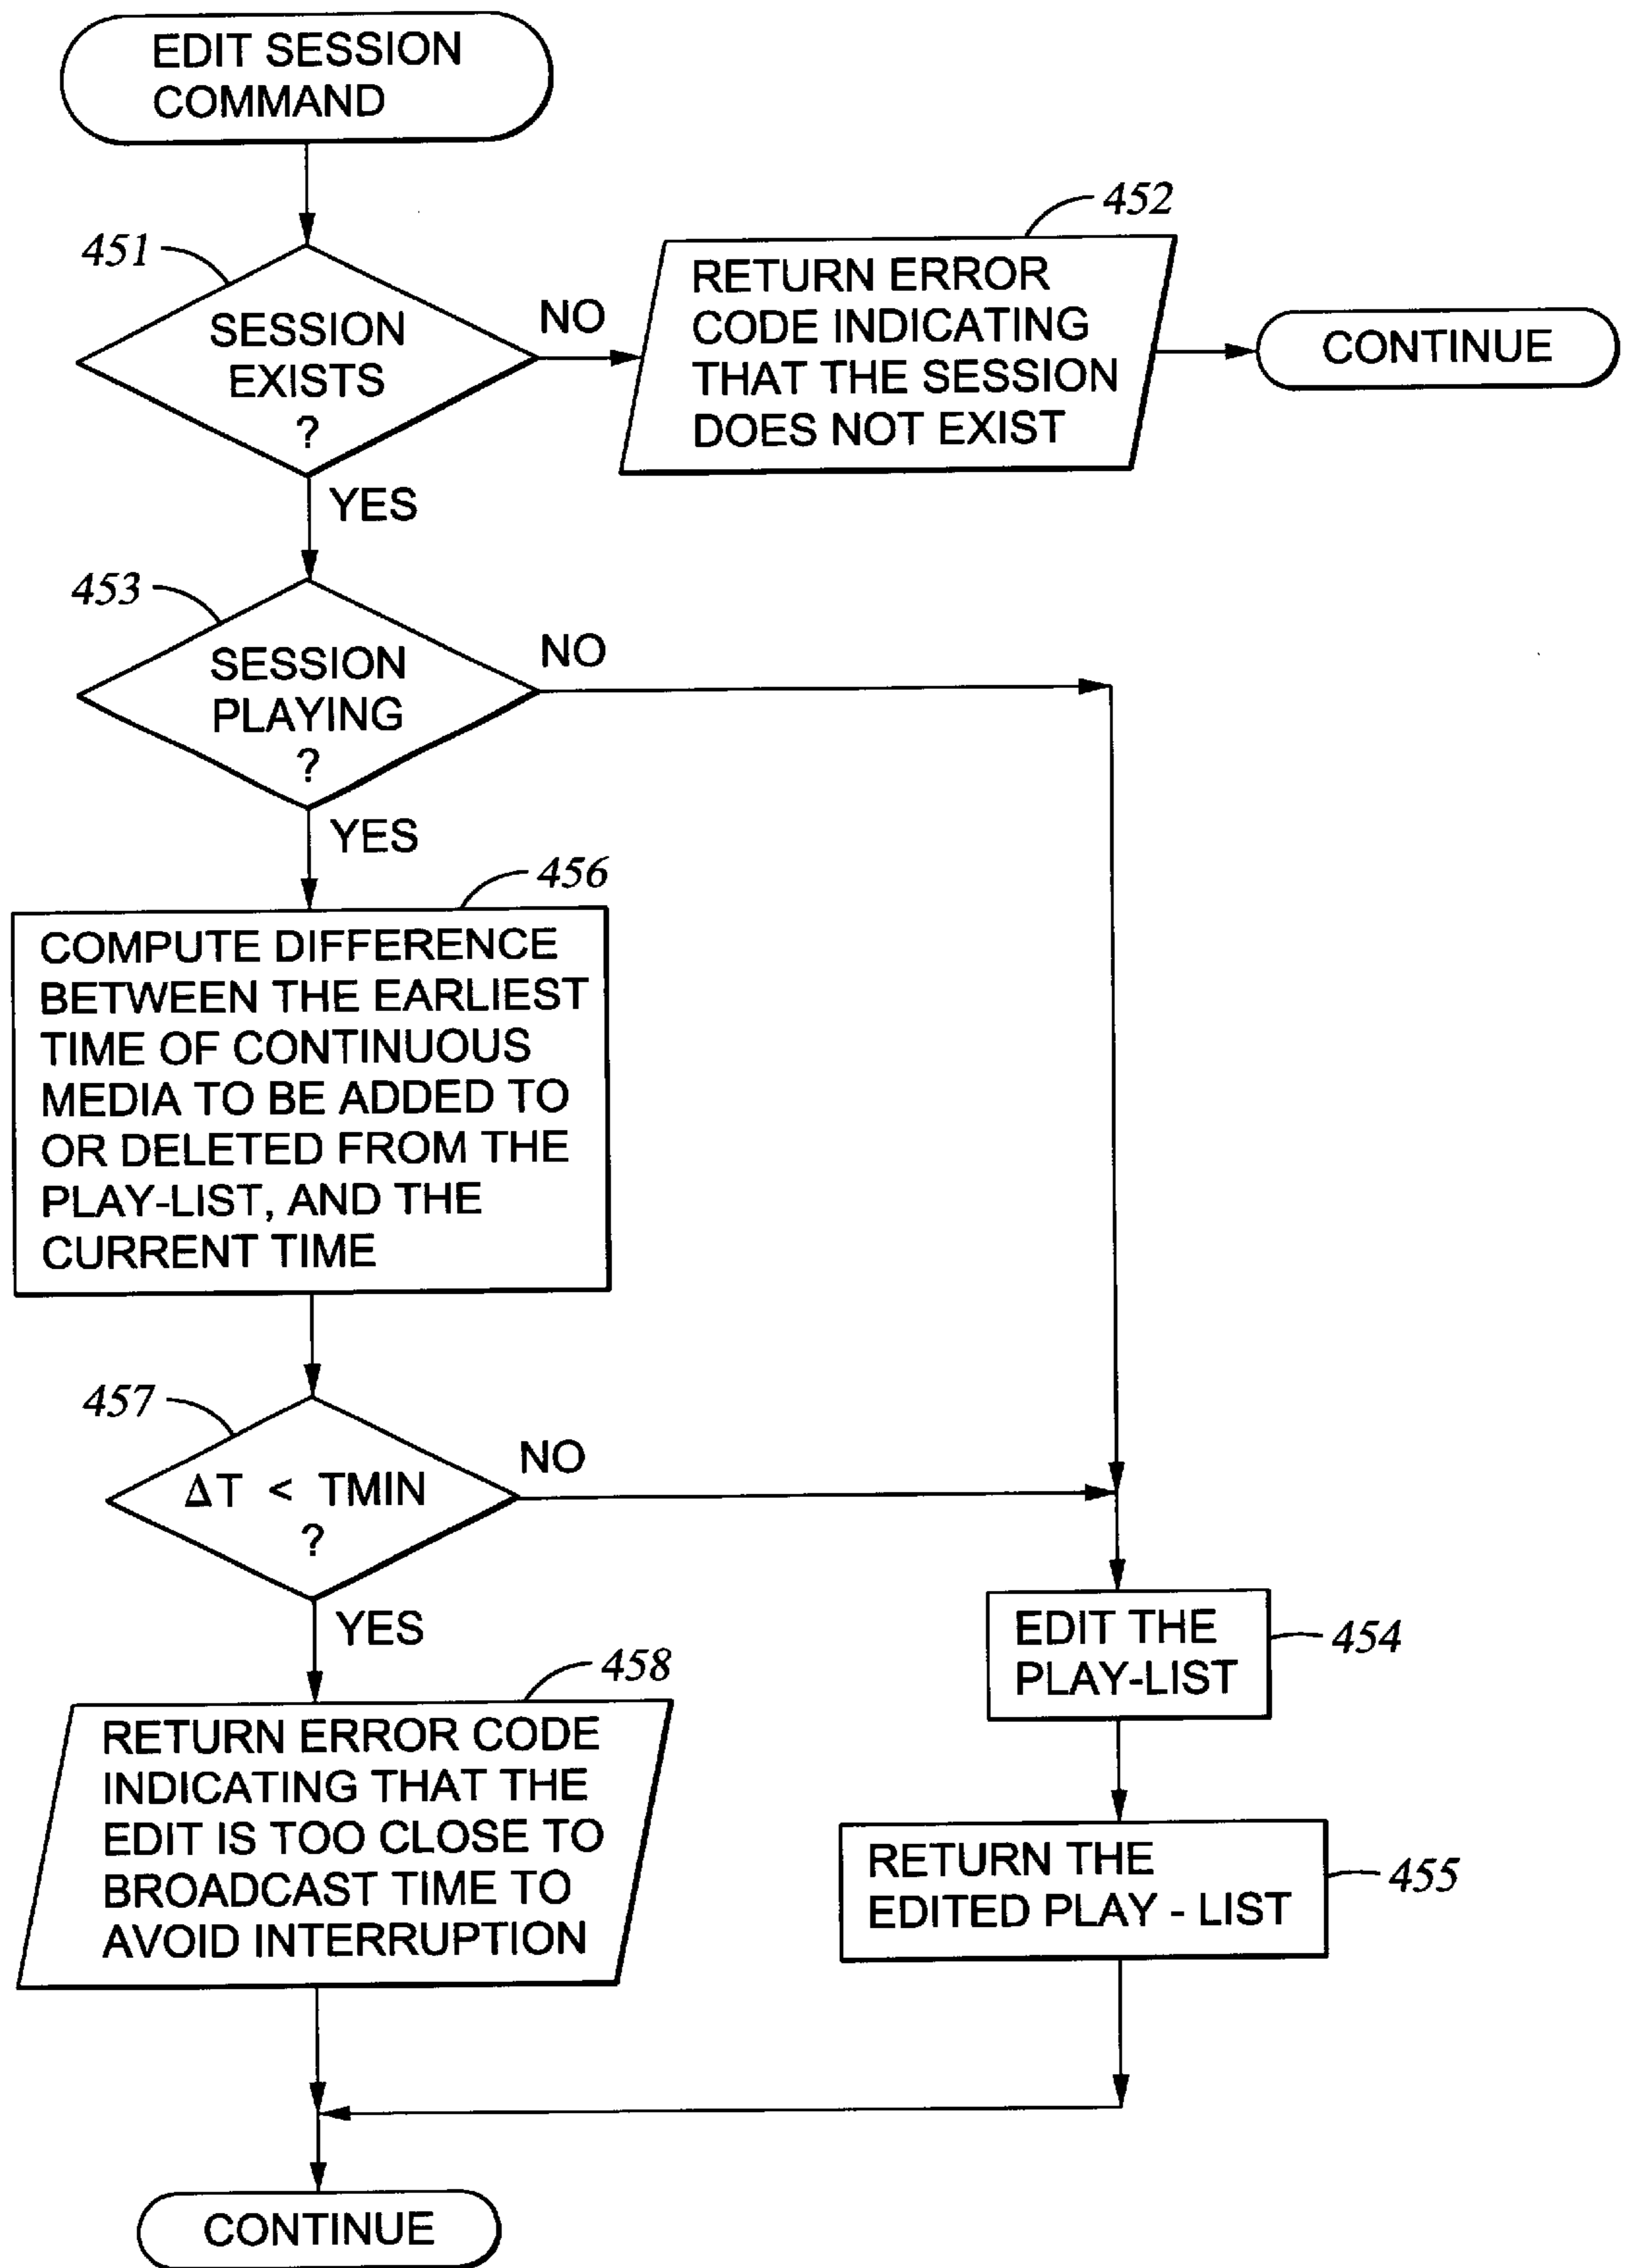 EDIT SESSION
COMMAND
451
SESSION
EXISTS
?
NO
452
RETURN ERROR
CODE INDICATING
THAT THE SESSION
DOES NOT EXIST
CONTINUE
YES
453
SESSION
PLAYING
?
NO
YES
456
COMPUTE DIFFERENCE
BETWEEN THE EARLIEST
TIME OF CONTINUOUS
MEDIA TO BE ADDED TO
OR DELETED FROM THE
PLAY-LIST, AND THE
CURRENT TIME
457
ΔT < TMIN
?
NO
YES
EDIT THE
PLAY-LIST
454
458
RETURN ERROR CODE
INDICATING THAT THE
EDIT IS TOO CLOSE TO
BROADCAST TIME TO
AVOID INTERRUPTION
RETURN THE
EDITED PLAY - LIST
455
CONTINUE